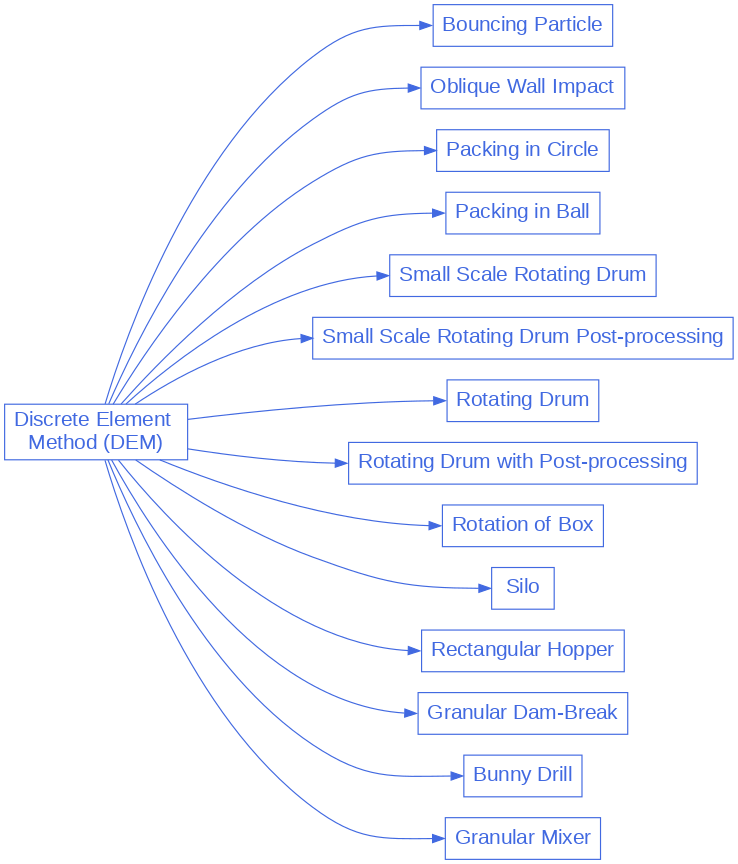 Bouncing Particle
Oblique Wall Impact
Packing in Circle
Packing in Ball
Small Scale Rotating Drum
Small Scale Rotating Drum Post-processing
Rotating Drum
Discrete Element
Method (DEM)
Rotating Drum with Post-processing
Rotation of Box
Silo
Rectangular Hopper
Granular Dam-Break
Bunny Drill
Granular Mixer